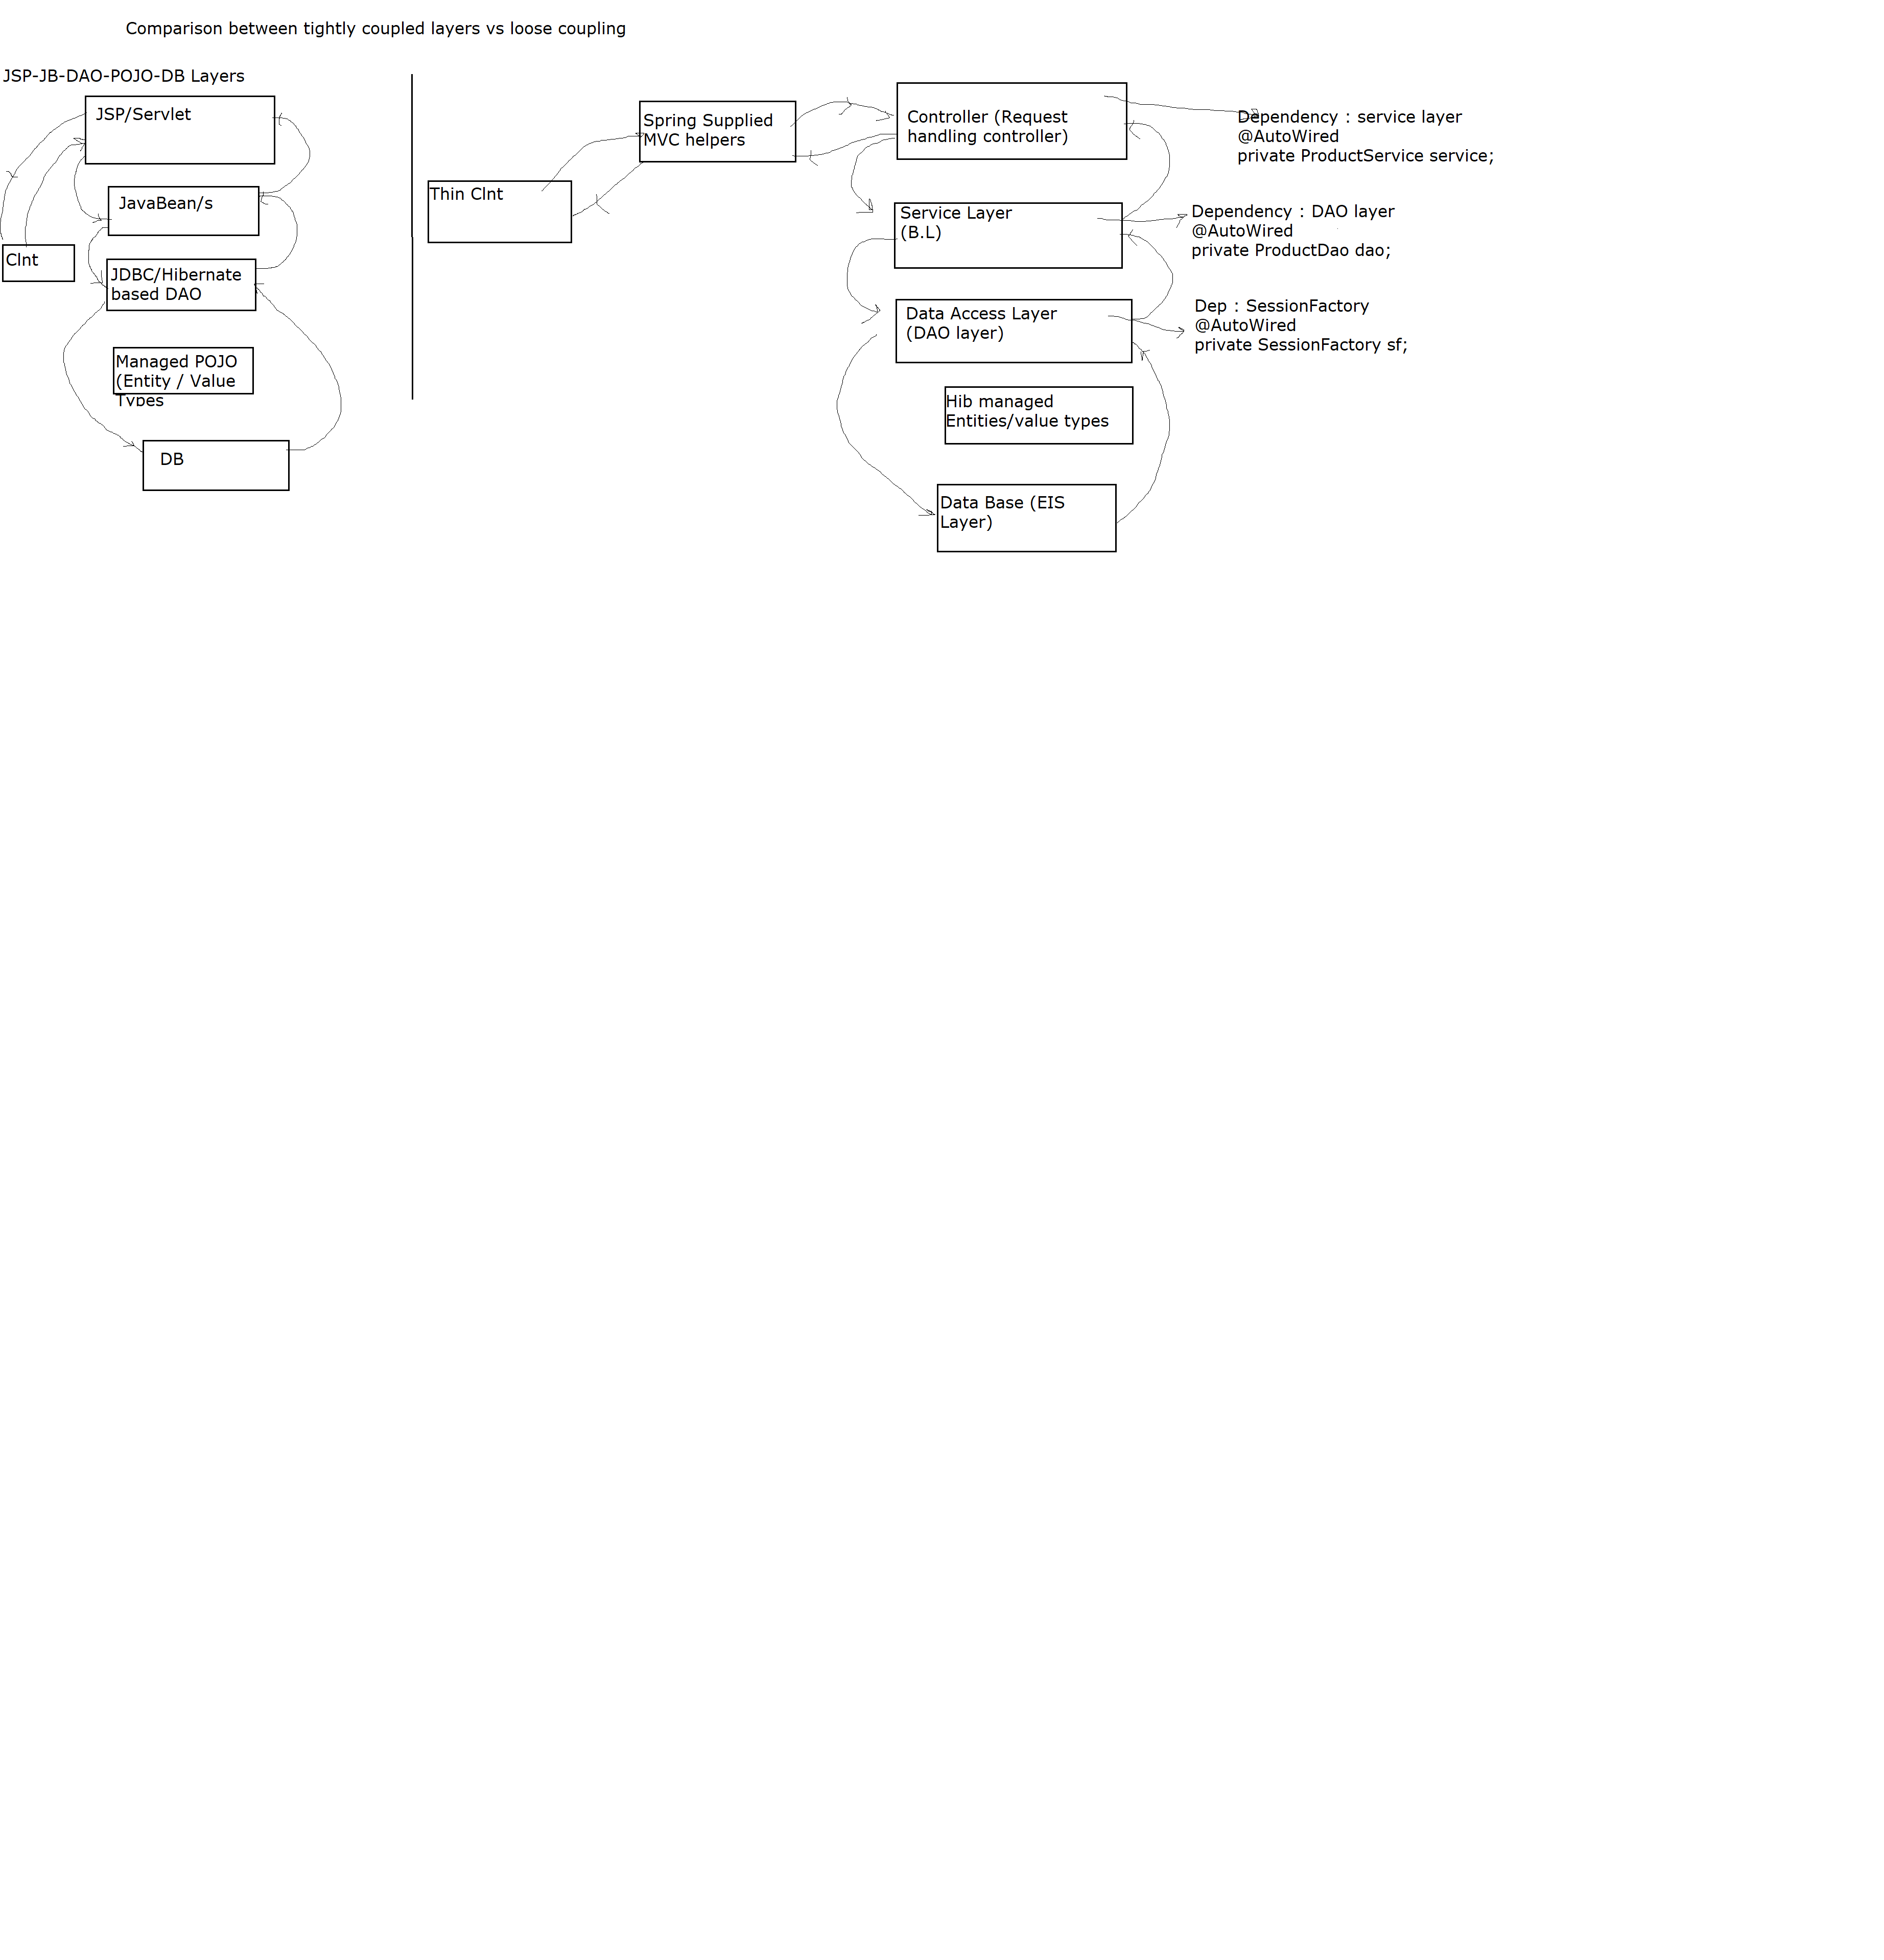 Comparison between tightly coupled layers vs loose coupling
JSP-JB-DAO-POJO-DB Layers
JSP/Servlet
JavaBean/s
Clnt
JDBC/Hibernate
based DAO
Managed POJO
(Entity / Value
Types
DB
Thin Clnt
Spring Supplied
MVC helpers
Controller (Request
handling controller)
Dependency : service layer
@AutoWired
private ProductService service;
Service Layer
(B.L)
Dependency : DAO layer
@AutoWired
private ProductDao dao;
Data Access Layer
(DAO layer)
Dep : SessionFactory
@AutoWired
private SessionFactory sf;
Hib managed
Entities/value types
Data Base (EIS
Layer)